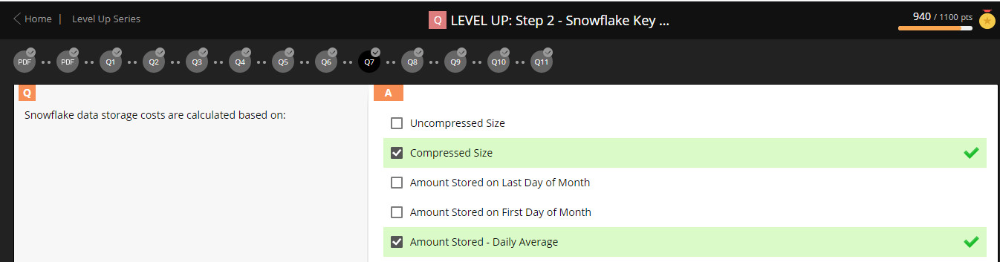 Home | Level Up Series
Q LEVEL UP: Step 2 - Snowflake Key ...
940 / 1100 pts
PDF PDF Q1 Q2 Q3 Q4 Q5 Q6 Q7 Q8 Q9 Q10 Q11
Q
Snowflake data storage costs are calculated based on:
A
Uncompressed Size
Compressed Size
Amount Stored on Last Day of Month
Amount Stored on First Day of Month
Amount Stored - Daily Average